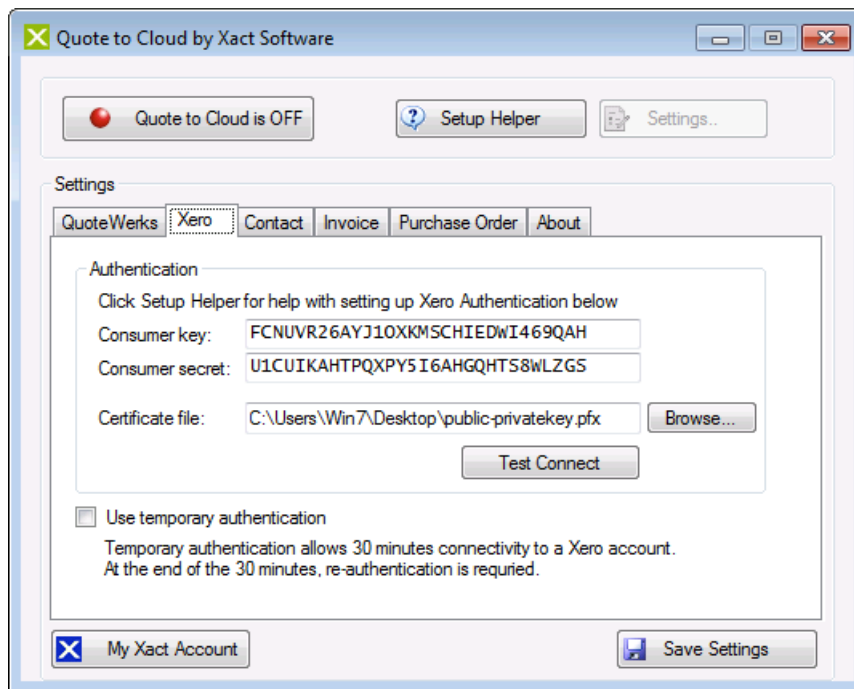 Quote to Cloud by Xact Software
Quote to Cloud is OFF
Setup Helper
Settings..
Settings
QuoteWerks
Xero
Contact
Invoice
Purchase Order
About
Authentication
Click Setup Helper for help with setting up Xero Authentication below
Consumer key:
FCNUVR26AYJ1OXKMSCHIEDWI469QAH
Consumer secret:
U1CUIKAHTPQXPY5I6AHGQHTS8WLZGS
Certificate file:
C:\Users\Win7\Desktop\public-privatekey.pfx
Browse...
Test Connect
Use temporary authentication
Temporary authentication allows 30 minutes connectivity to a Xero account.
At the end of the 30 minutes, re-authentication is requried.
My Xact Account
Save Settings